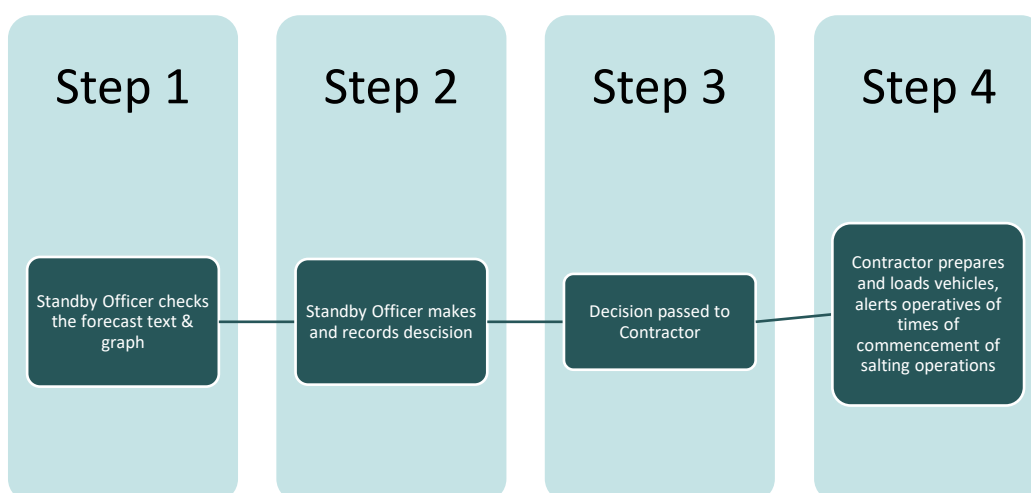 Step 1
Standby Officer checks
the forecast text &
graph
Step 2
Standby Officer makes
and records descision
Step 3
Decision passed to
Contractor
Step 4
Contractor prepares
and loads vehicles,
alerts operatives of
times of
commencement of
salting operations